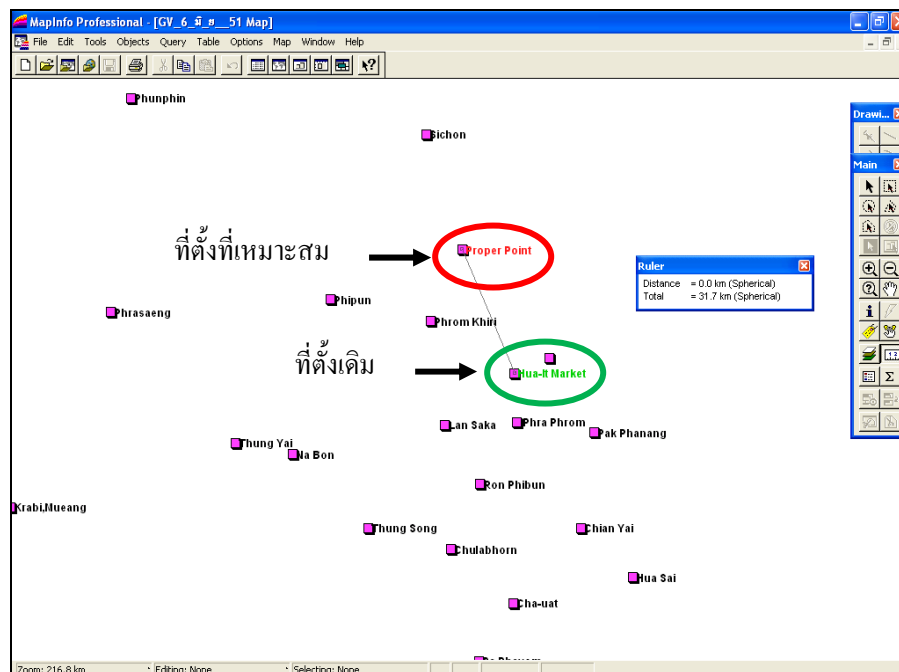 MapInfo Professional - [GV_6_มิ_ย__51 Map]
File Edit Tools Objects Query Table Options Map Window Help
Phunphin
Sichon
Drawi...
Main
ที่ตั้งที่เหมาะสม
Proper Point
Ruler
Distance = 0.0 km (Spherical)
Total = 31.7 km (Spherical)
Phipun
Phrasaeng
Phrom Khiri
ที่ตั้งเดิม
Hua-It Market
Lan Saka
Phra Phrom
Pak Phanang
Thung Yai
Na Bon
Ron Phibun
Krabi,Mueang
Thung Song
Chian Yai
Chulabhorn
Hua Sai
Cha-uat
Zoom: 216.8 km
Editing: None
Selecting: None